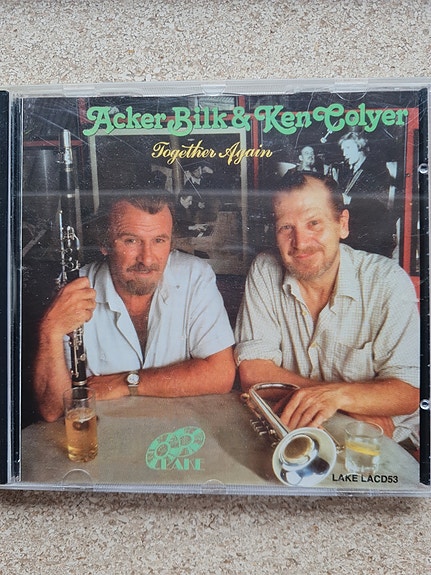 Acker Bilk & Ken Colyer
Together Again
LAKE
LAKE LACD53